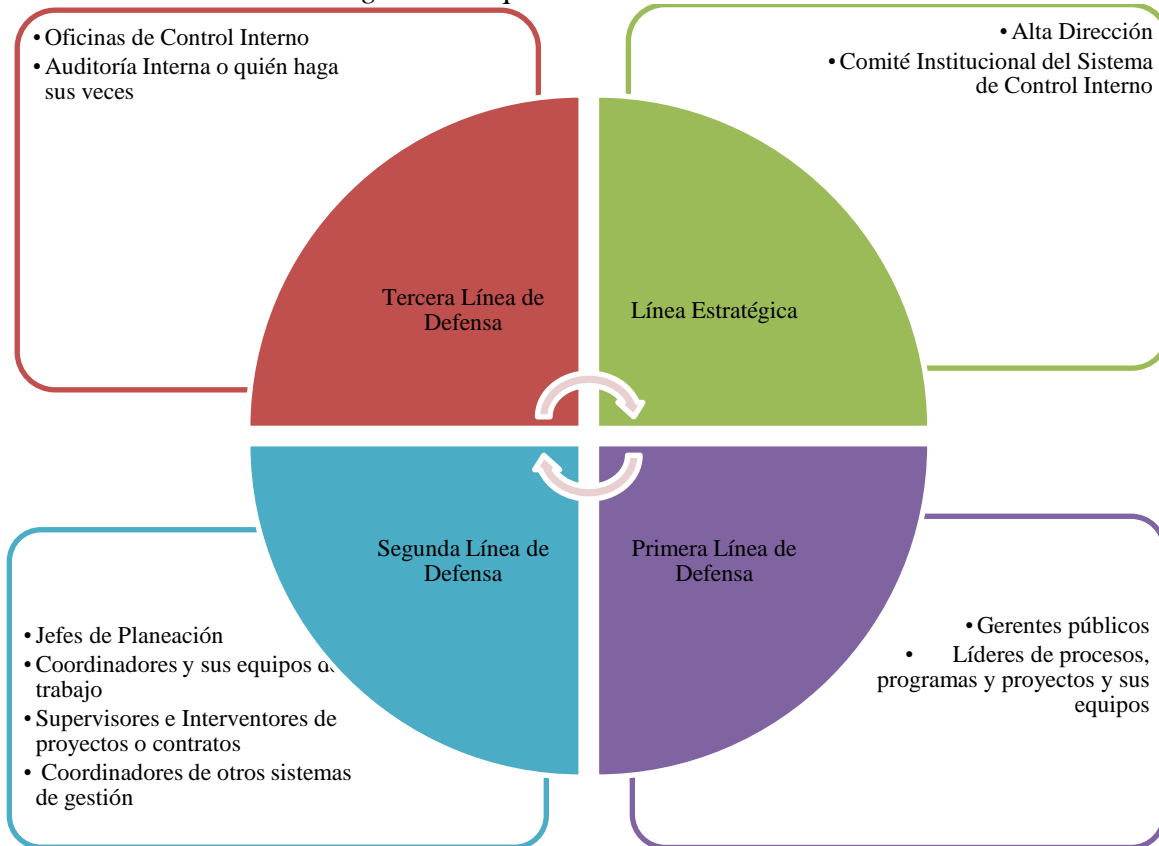 • Oficinas de Control Interno
• Auditoría Interna o quién haga
sus veces
• Alta Dirección
• Comité Institucional del Sistema
de Control Interno
Tercera Línea de
Defensa
Línea Estratégica
Segunda Línea de
Defensa
Primera Línea de
Defensa
• Jefes de Planeación
• Coordinadores y sus equipos
trabajo
• Supervisores e Interventores de
proyectos o contratos
• Coordinadores de otros sistemas
de gestión
• Gerentes públicos
• Líderes de procesos,
programas y proyectos y sus
equipos